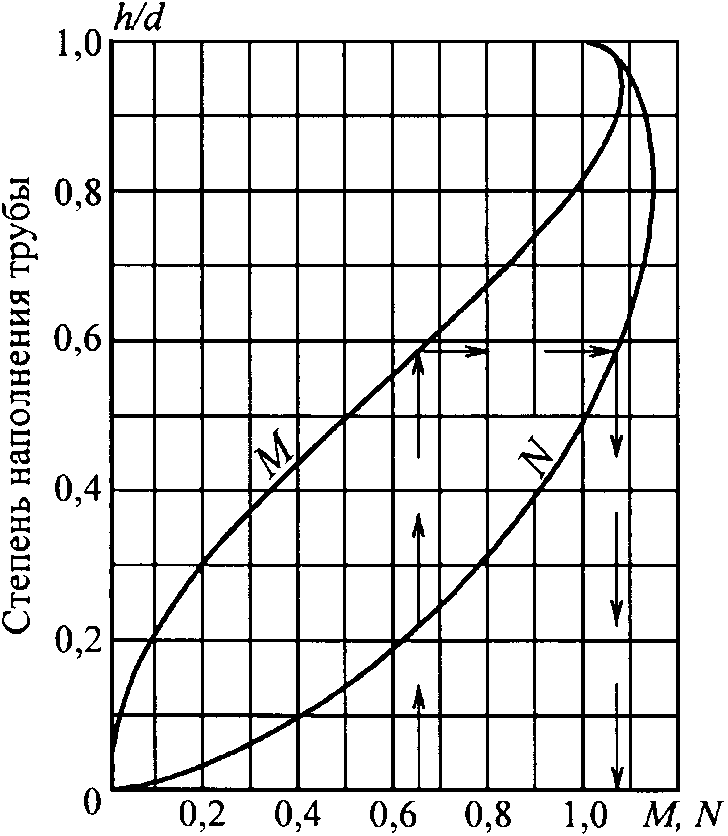 h/d
1,0
0,8
0,6
0,4
0,2
0
Степень наполнения трубы
M
N
0,2 0,4 0,6 0,8 1,0 M, N